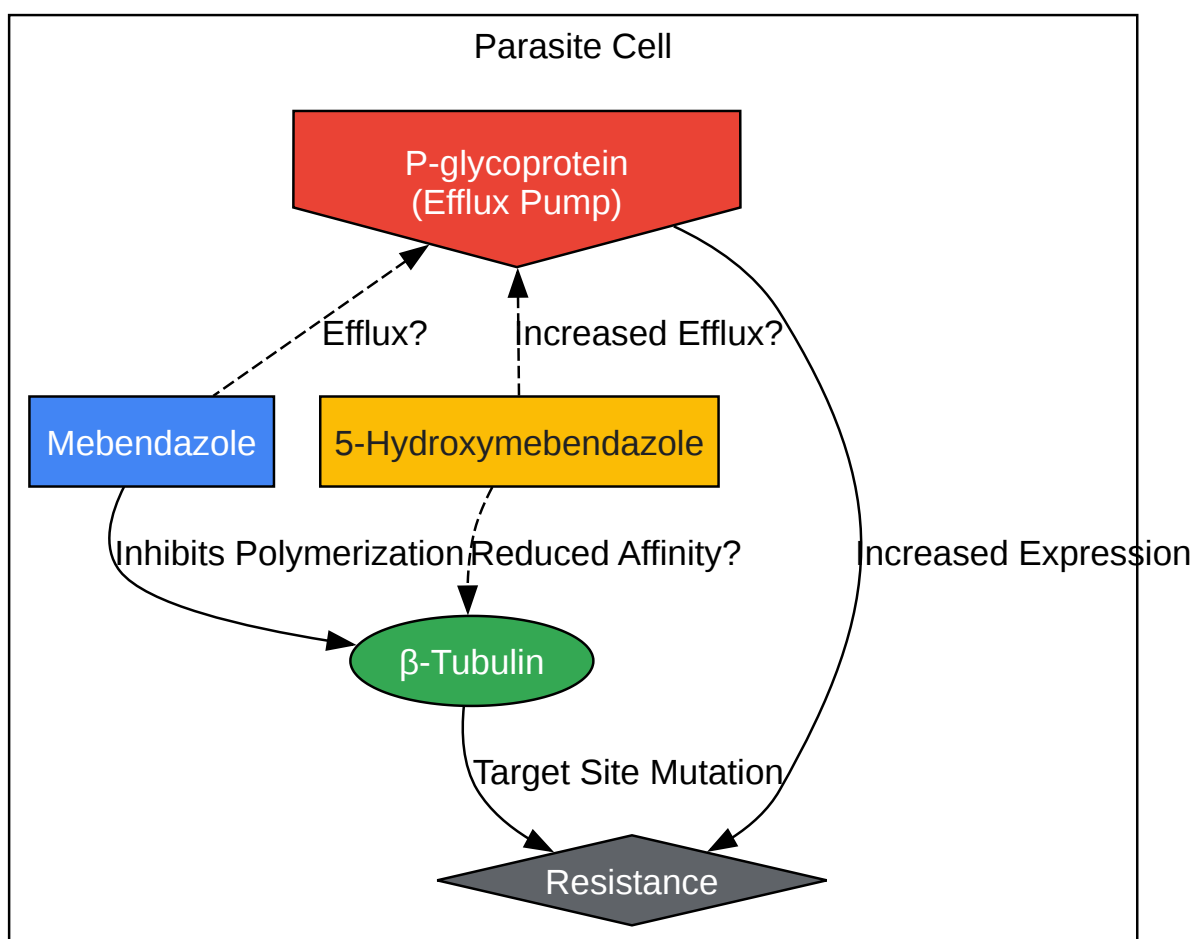 Parasite Cell
P-glycoprotein
(Efflux Pump)
Efflux?
Increased Efflux?
Mebendazole
5-Hydroxymebendazole
Inhibits Polymerization
Reduced Affinity?
Increased Expression
β-Tubulin
Target Site Mutation
Resistance